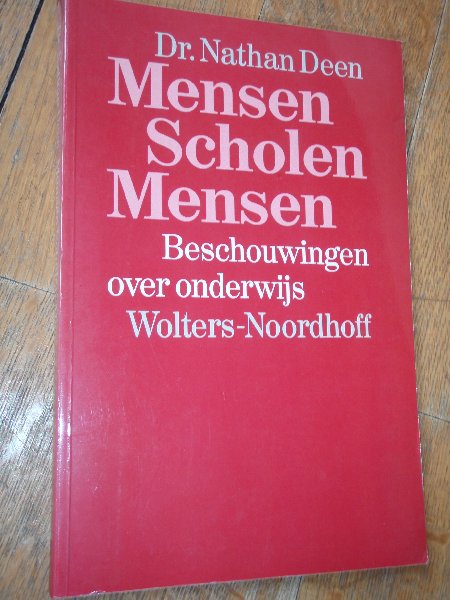 Dr. Nathan Deen
Mensen
Scholen
Mensen
Beschouwingen
over onderwijs
Wolters-Noordhoff